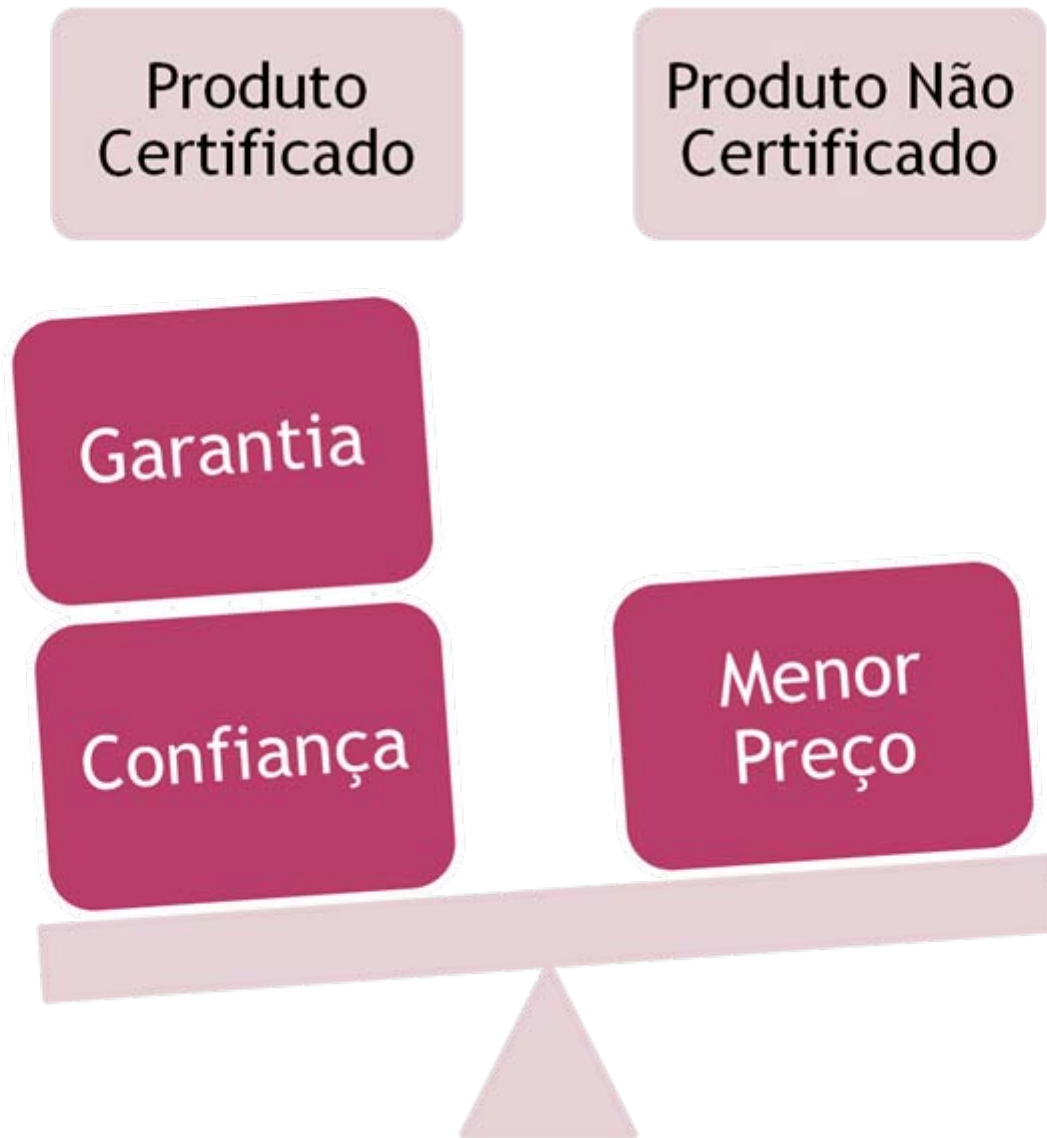 Produto
Certificado
Produto Não
Certificado
Garantia
Confiança
Menor
Preço